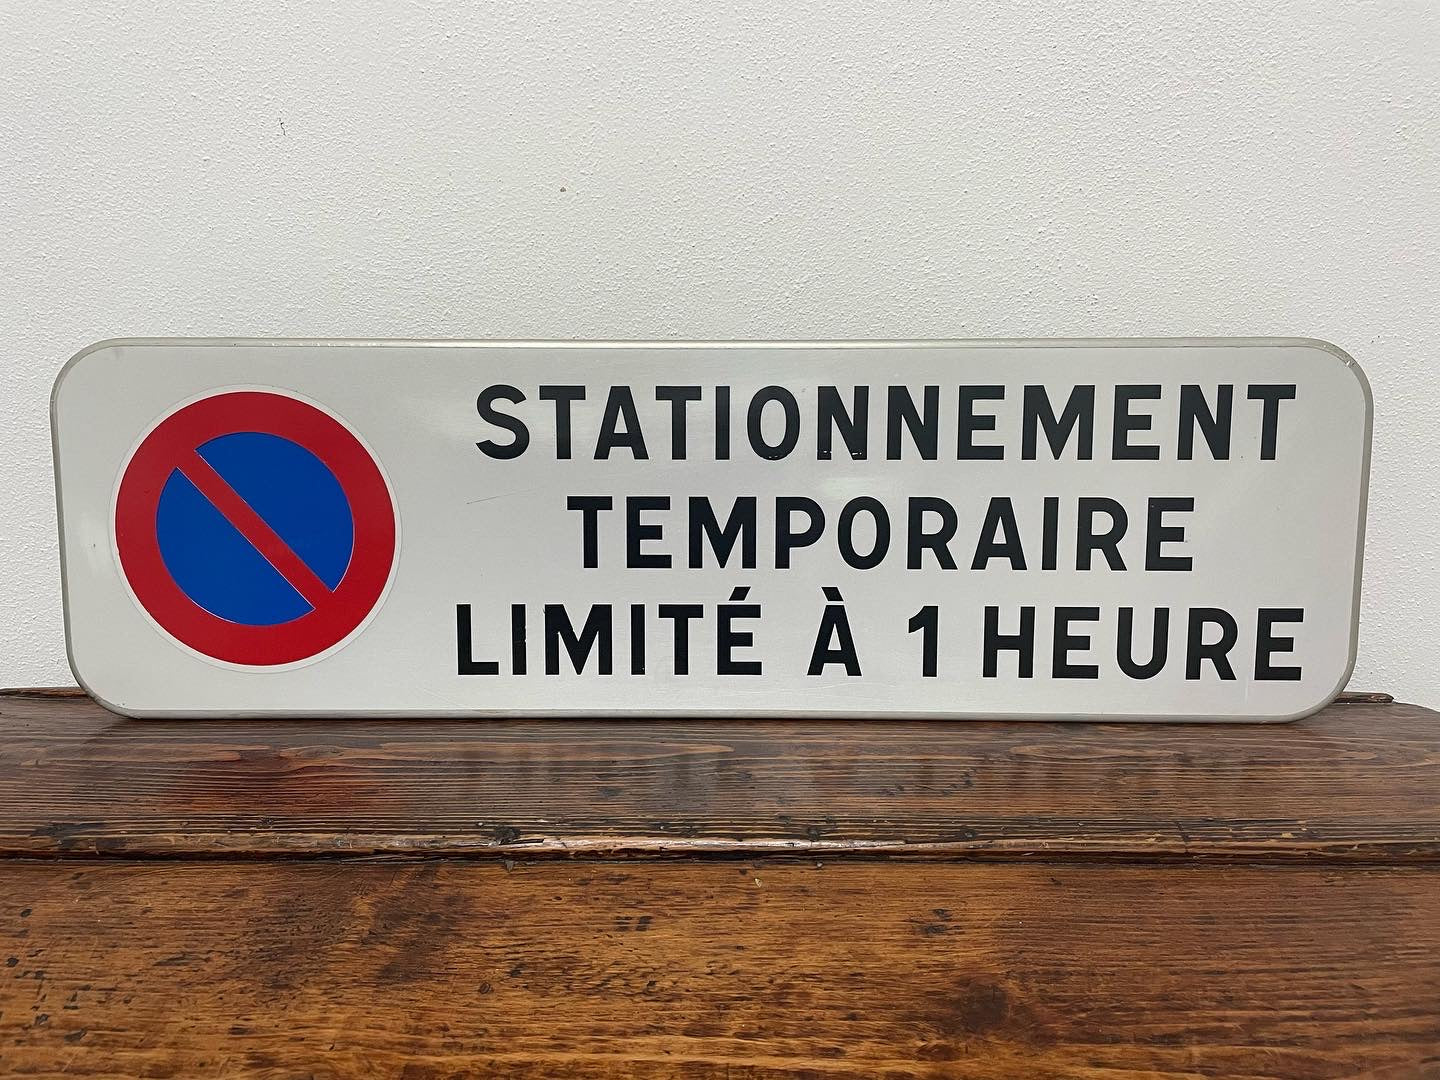 STATIONNEMENT
TEMPORAIRE
LIMITÉ À 1 HEURE